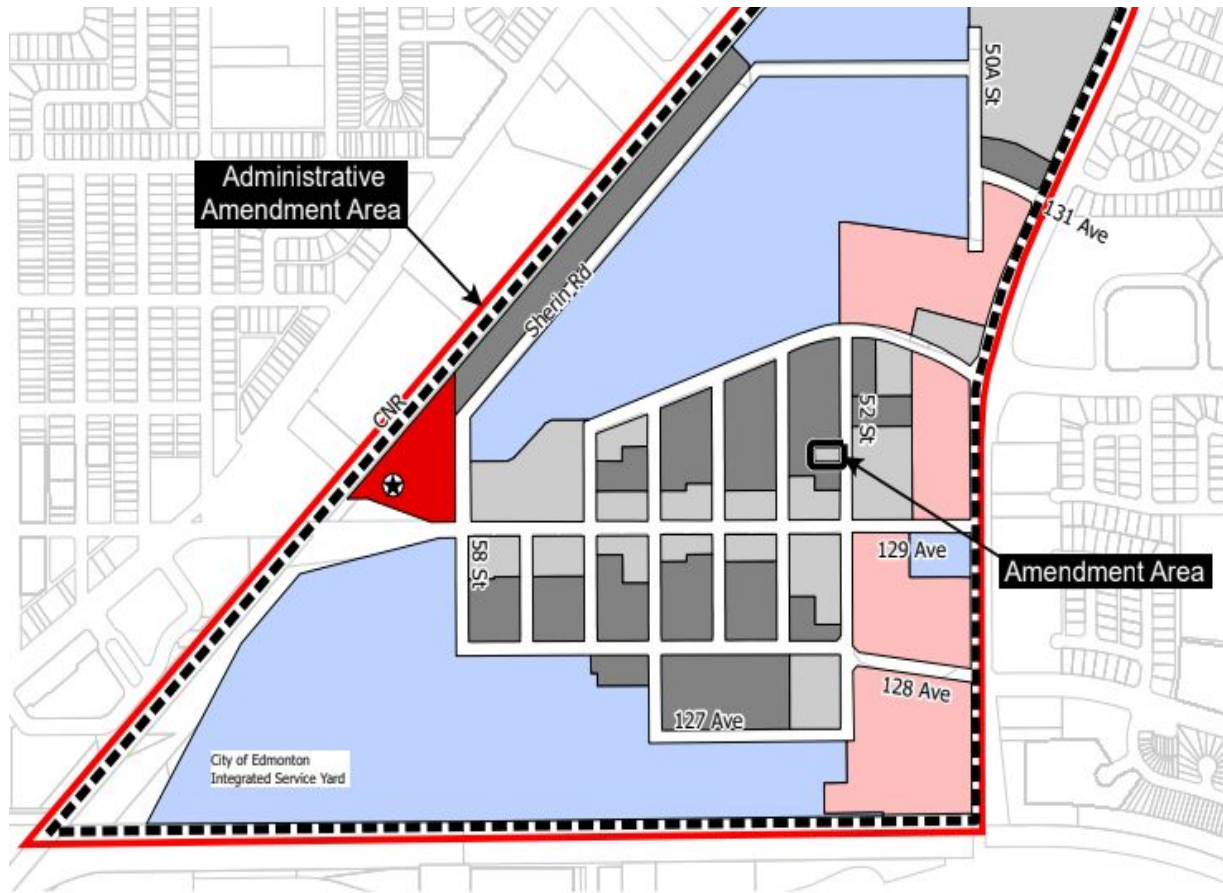 50A St
Administrative
Amendment Area
131 Ave
Sherin Rd
CNR
52 St
58 St
129 Ave
Amendment Area
128 Ave
127 Ave
City of Edmonton
Integrated Service Yard